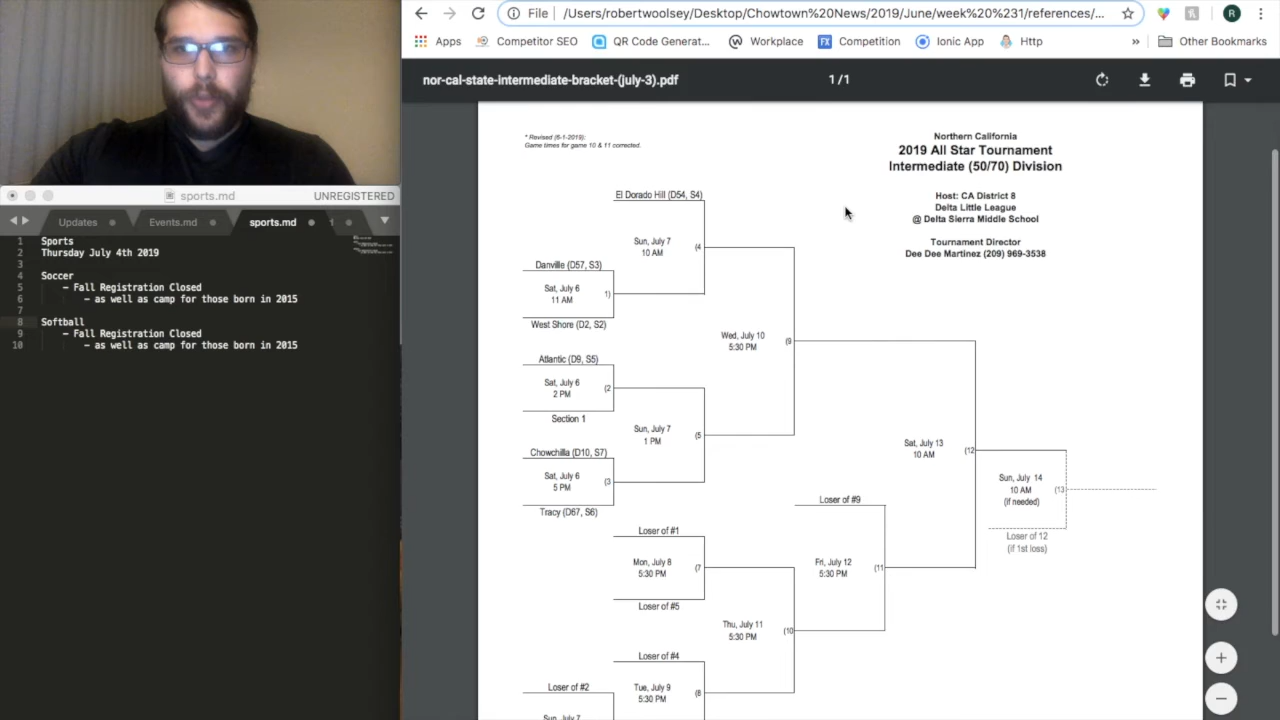 File
/Users/robertwoolsey/Desktop/Chowtown%20News/2019/June/week%20%231/references/...
R
Apps
Competitor SEO
QR Code Generat...
Workplace
FX
Competition
Ionic App
Http
»
Other Bookmarks
nor-cal-state-intermediate-bracket-(july-3).pdf
1/1
sports.md
UNREGISTERED
Updates
Events.md
sports.md
1
1 Sports
2 Thursday July 4th 2019
3
4 Soccer
5 – Fall Registration Closed
6 – as well as camp for those born in 2015
8 Softball
9 – Fall Registration Closed
10 – as well as camp for those born in 2015
* Revised (6-1-2019):
Game times for game 10 & 11 corrected.
Northern California
2019 All Star Tournament
Intermediate (50/70) Division
Host: CA District 8
Delta Little League
@ Delta Sierra Middle School
Tournament Director
Dee Dee Martinez (209) 969-3538
El Dorado Hill (D54, S4)
Sun, July 7
10 AM
(4
Danville (D57, S3)
Sat, July 6
11 AM
1)
West Shore (D2, S2)
Wed, July 10
5:30 PM
(9
Atlantic (D9, S5)
Sat, July 6
2 PM
(2
Section 1
Sun, July 7
1 PM
(5
Chowchilla (D10, S7)
Sat, July 6
5 PM
(3
Tracy (D67, S6)
Sat, July 13
10 AM
(12
Sun, July 14
10 AM
(if needed)
(13
Loser of 12
(if 1st loss)
Loser of #9
Fri, July 12
5:30 PM
(11
Loser of #1
Mon, July 8
5:30 PM
(7
Loser of #5
Thu, July 11
5:30 PM
(10
Loser of #4
Tue, July 9
5:30 PM
(8
Loser of #2
Sun, July 7